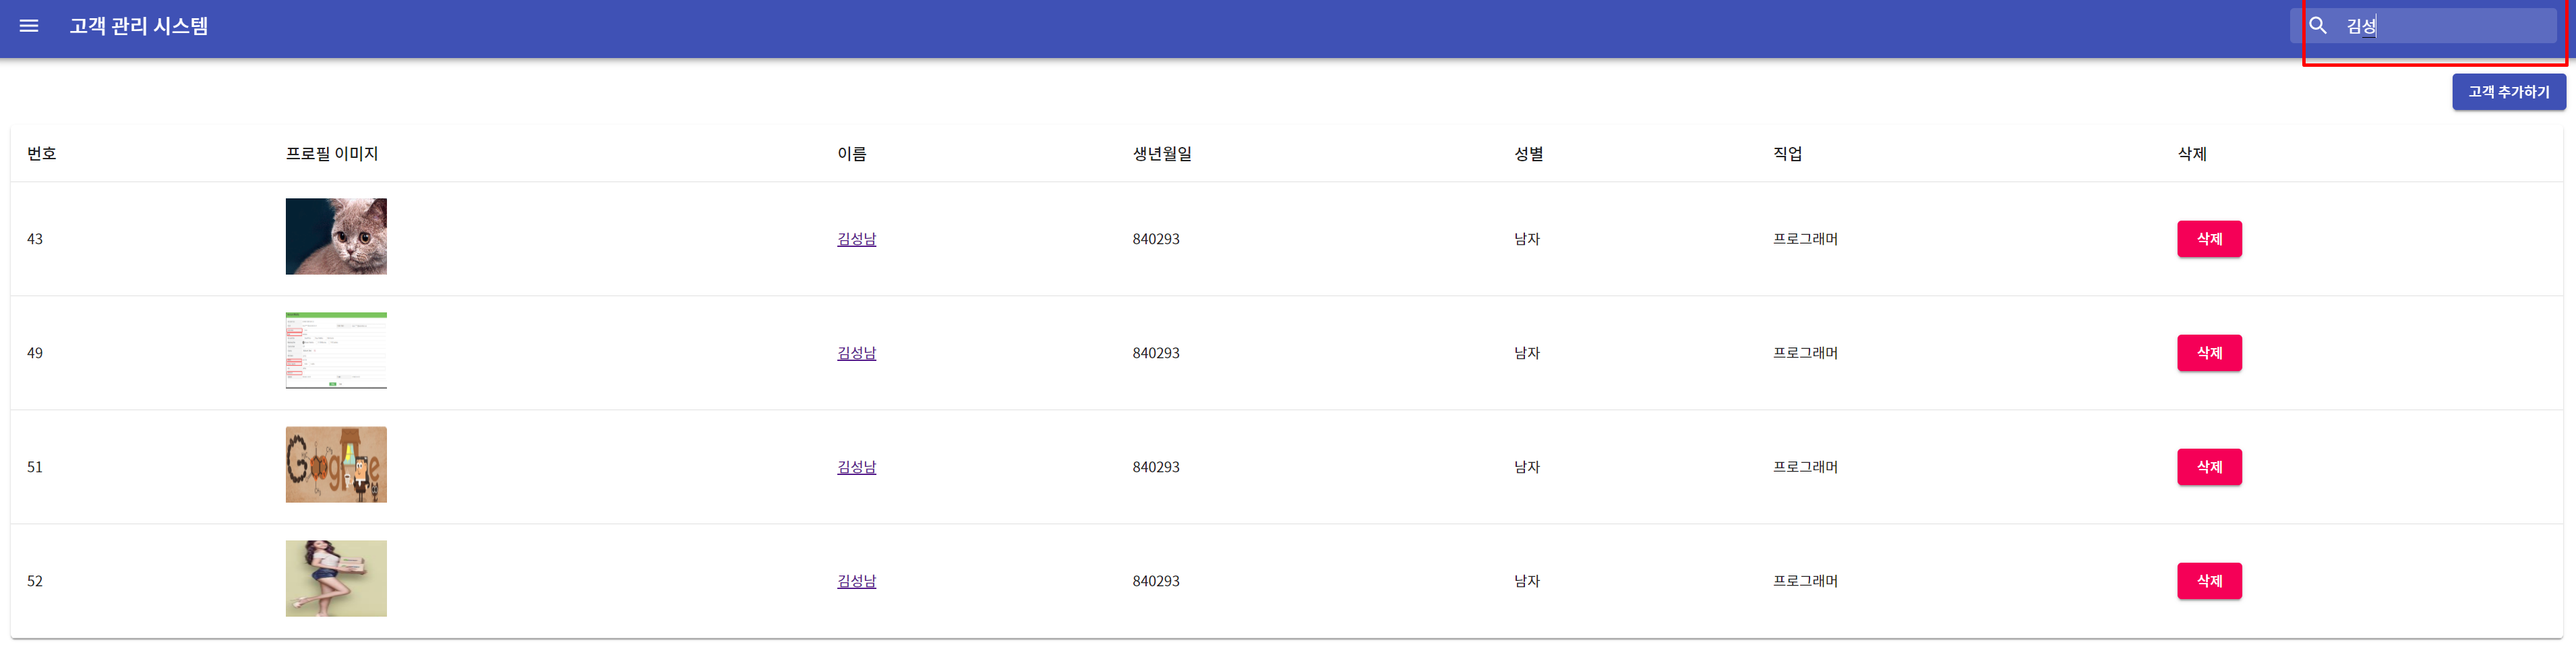 고객 관리 시스템
김성
고객 추가하기
번호 프로필 이미지 이름 생년월일 성별 직업 삭제
43 김성남 840293 남자 프로그래머 삭제
49 김성남 840293 남자 프로그래머 삭제
51 Google 김성남 840293 남자 프로그래머 삭제
52 김성남 840293 남자 프로그래머 삭제